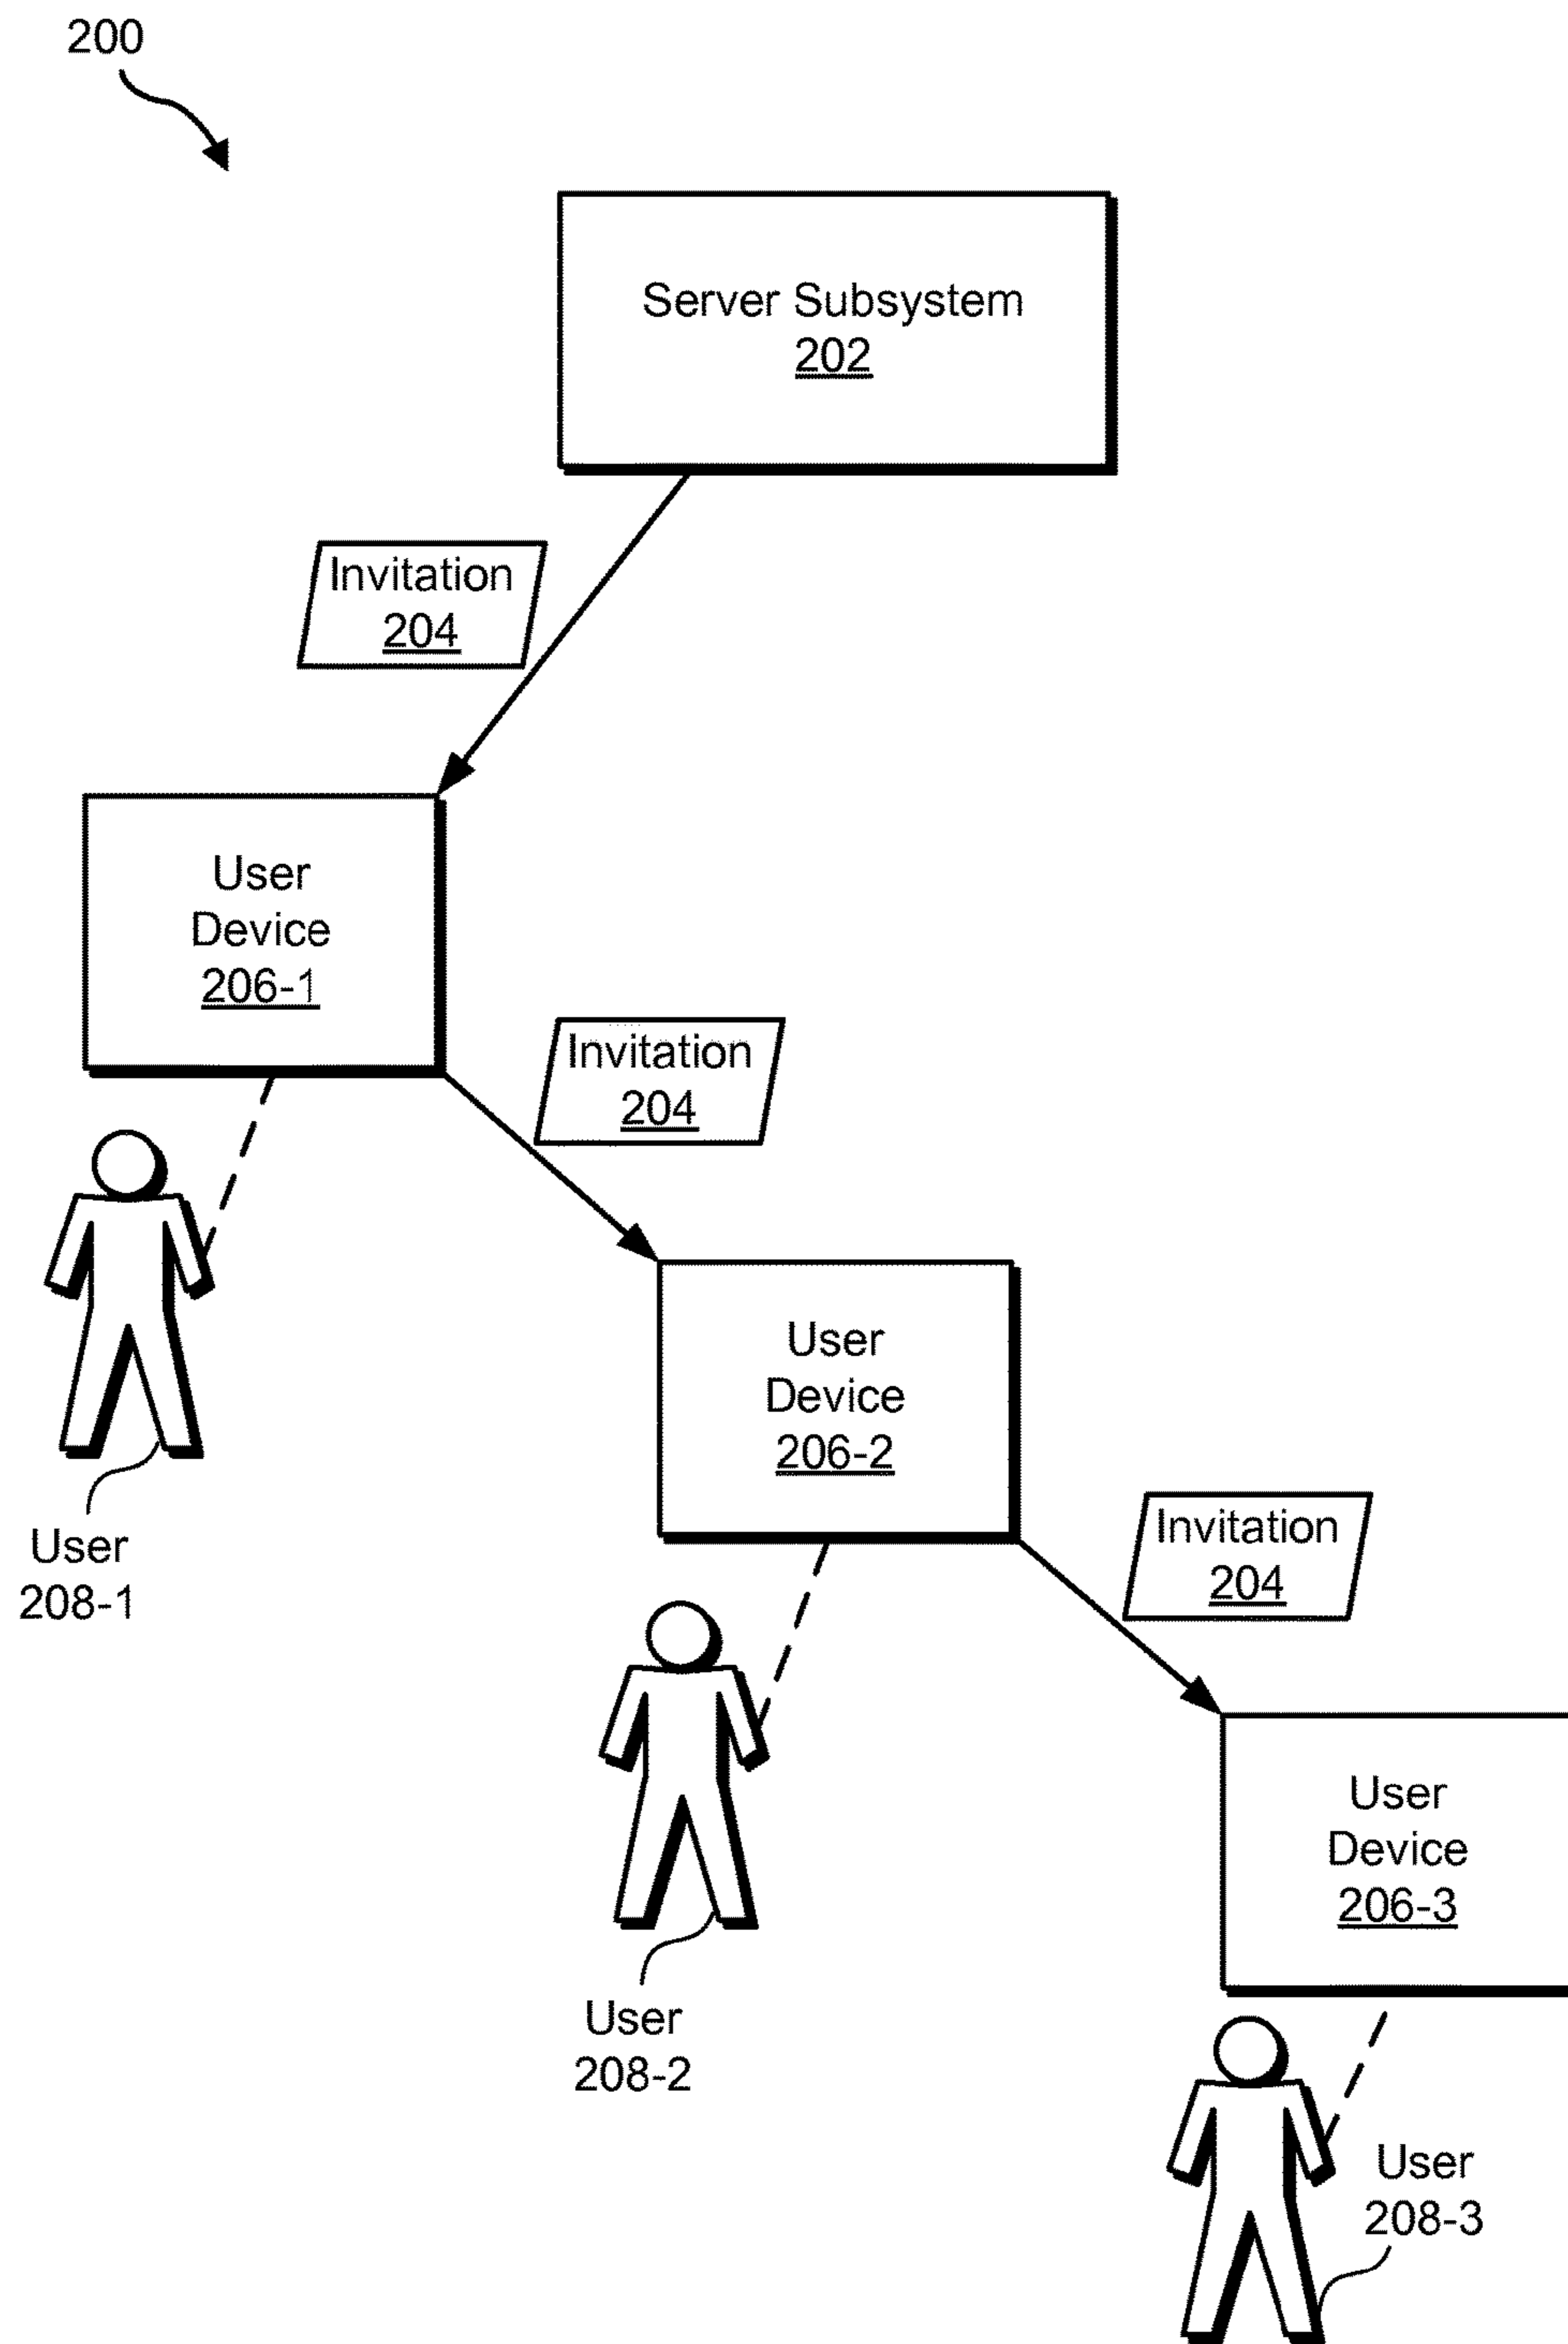 200
Server Subsystem
202
Invitation
204
User
Device
206-1
Invitation
204
User
208-1
User
Device
206-2
Invitation
204
User
208-2
User
Device
206-3
User
208-3